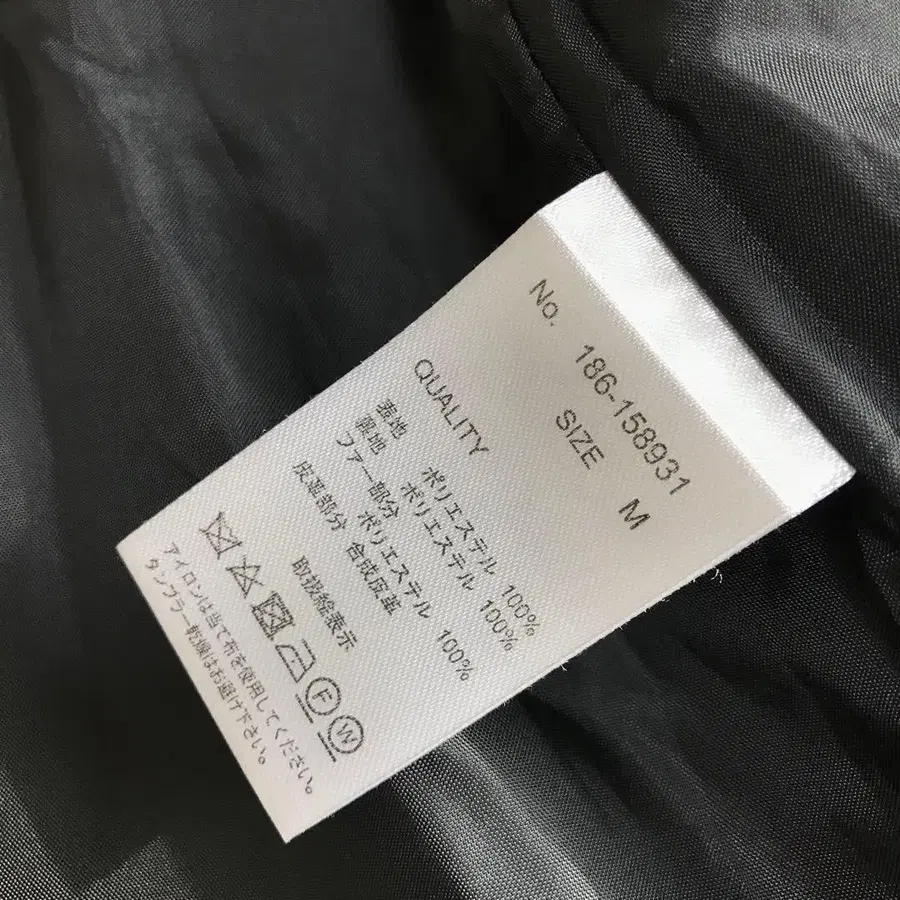 No. 186-158931
SIZE M
QUALITY
表地 ポリエステル 100%
裏地 ポリエステル 100%
ファー部分 ポリエステル 100%
皮革部分 合成皮革
取扱絵表示
F W
アイロンは当て布を使用してください。
タンブラー乾燥はお避け下さい。